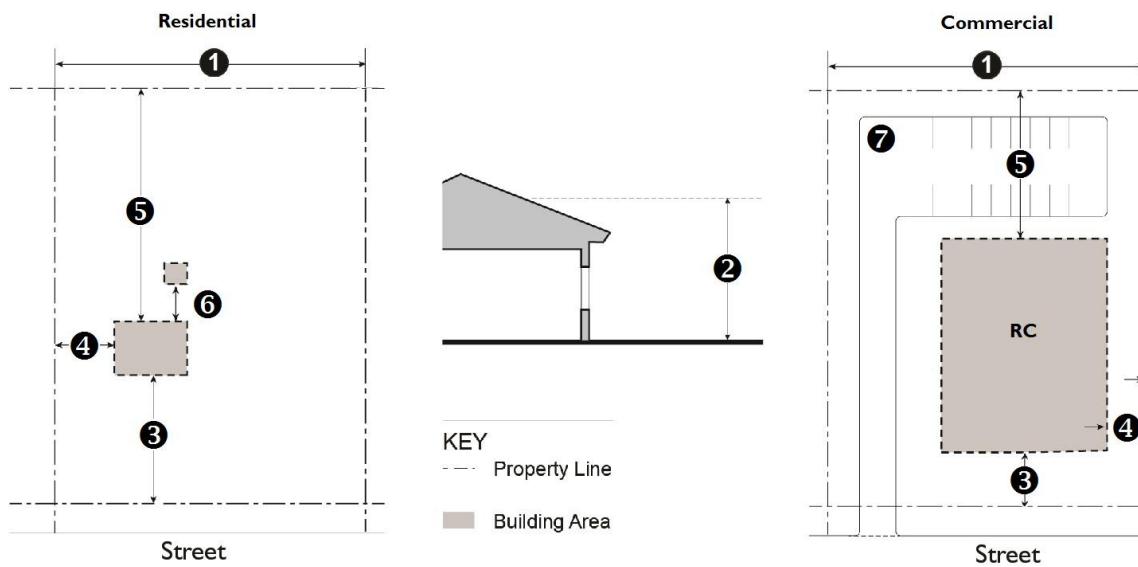 Residential
1
5
6
4
3
Street
2
KEY
Property Line
Building Area
Commercial
1
7
5
RC
4
3
Street